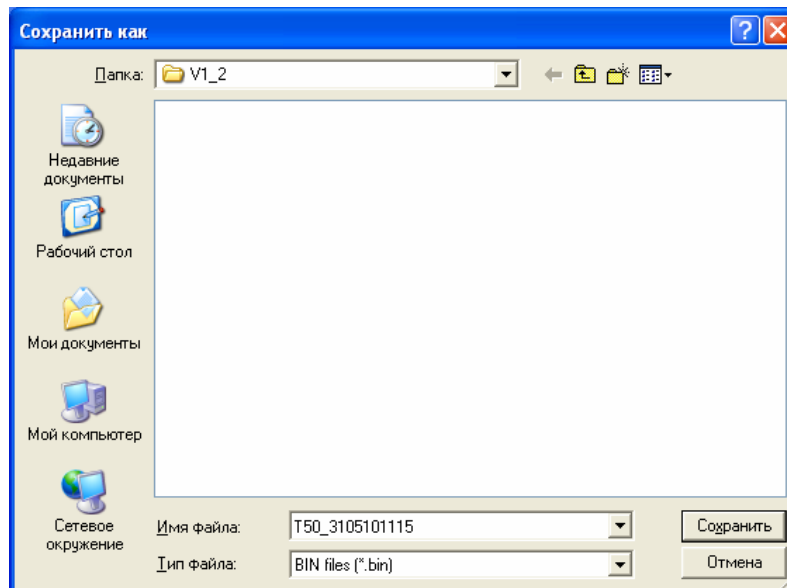 Сохранить как
Папка:
V1_2
Недавние
документы
Рабочий стол
Мои документы
Мой компьютер
Сетевое
окружение
Имя файла:
T50_3105101115
Сохранить
Тип файла:
BIN files (*.bin)
Отмена